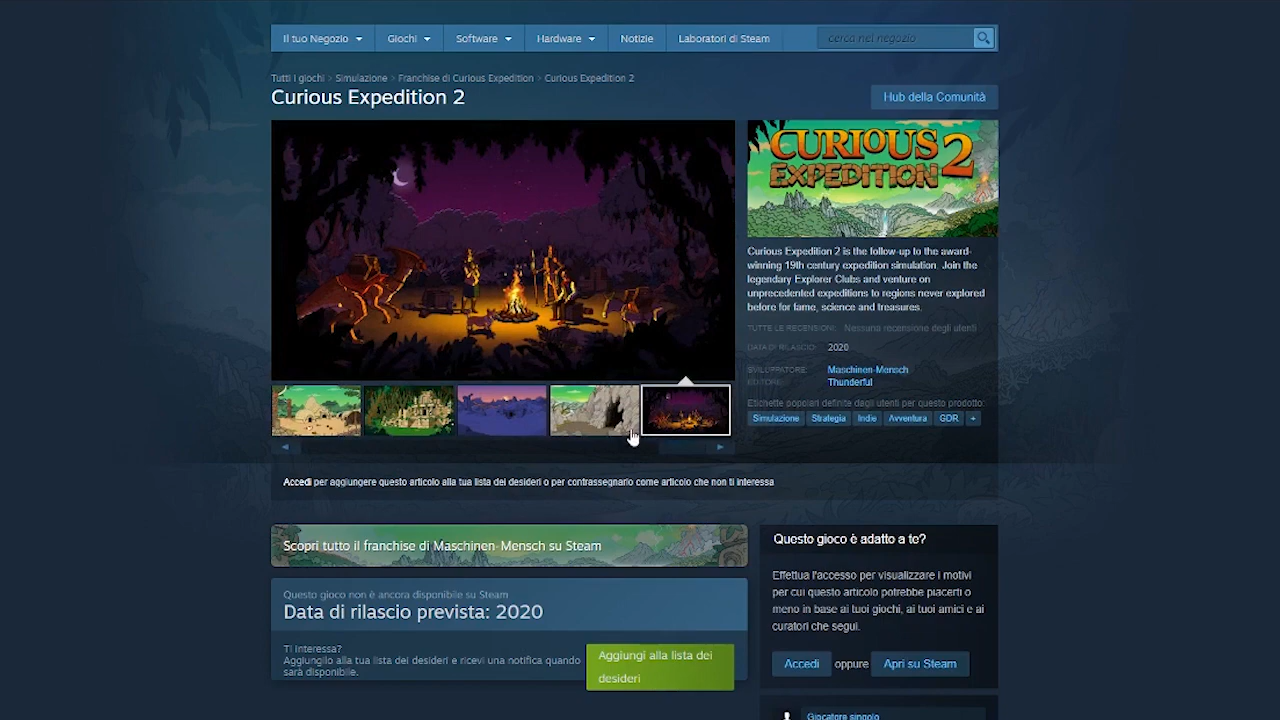 Il tuo Negozio
Giochi
Software
Hardware
Notizie
Laboratori di Steam
cerca nel negozio
Tutti i giochi > Simulazione > Franchise di Curious Expedition > Curious Expedition 2
Curious Expedition 2
Hub della Comunità
CURIOUS
EXPEDITION 2
Curious Expedition 2 is the follow-up to the award-
winning 19th century expedition simulation. Join the
legendary Explorer Clubs and venture on
unprecedented expeditions to regions never explored
before for fame, science and treasures.
TUTTE LE RECENSIONI: Nessuna recensione degli utenti
DATA DI RILASCIO: 2020
SVILUPPATORE: Maschinen-Mensch
EDITORE: Thunderful
Etichette popolari definite dagli utenti per questo prodotto:
Simulazione Strategia Indie Avventura GDR +
Accedi per aggiungere questo articolo alla tua lista dei desideri o per contrassegnarlo come articolo che non ti interessa
Scopri tutto il franchise di Maschinen-Mensch su Steam
Questo gioco non è ancora disponibile su Steam
Data di rilascio prevista: 2020
Ti interessa?
Aggiungilo alla tua lista dei desideri e ricevi una notifica quando
sarà disponibile.
Aggiungi alla lista dei
desideri
Questo gioco è adatto a te?
Effettua l'accesso per visualizzare i motivi
per cui questo articolo potrebbe piacerti o
meno in base ai tuoi giochi, ai tuoi amici e ai
curatori che segui.
Accedi oppure Apri su Steam
Giocatore singolo